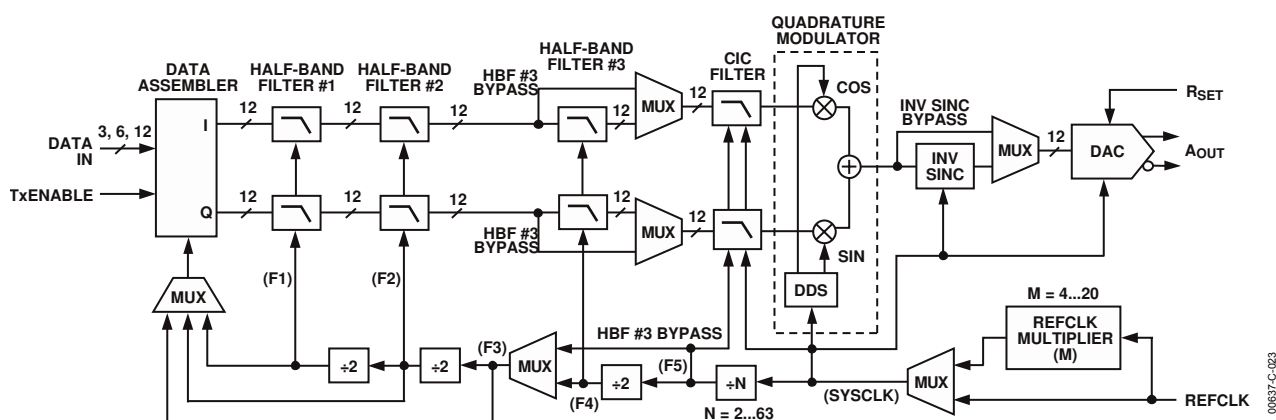 QUADRATURE
MODULATOR
DATA
ASSEMBLER
HALF-BAND
FILTER #1
HALF-BAND
FILTER #2
HBF #3
BYPASS
HALF-BAND
FILTER #3
CIC
FILTER
3, 6, 12
DATA
IN
I
12
12
12
12
MUX
12
COS
INV SINC
BYPASS
RSET
INV
SINC
MUX
12
DAC
AOUT
TxENABLE
Q
12
12
12
HBF #3
BYPASS
12
MUX
12
SIN
DDS
MUX
(F1)
(F2)
÷2
÷2
(F3)
MUX
HBF #3 BYPASS
(F4)
÷2
(F5)
÷N
N = 2...63
(SYSCLK)
MUX
M = 4...20
REFCLK
MULTIPLIER
(M)
REFCLK
00637-C-023